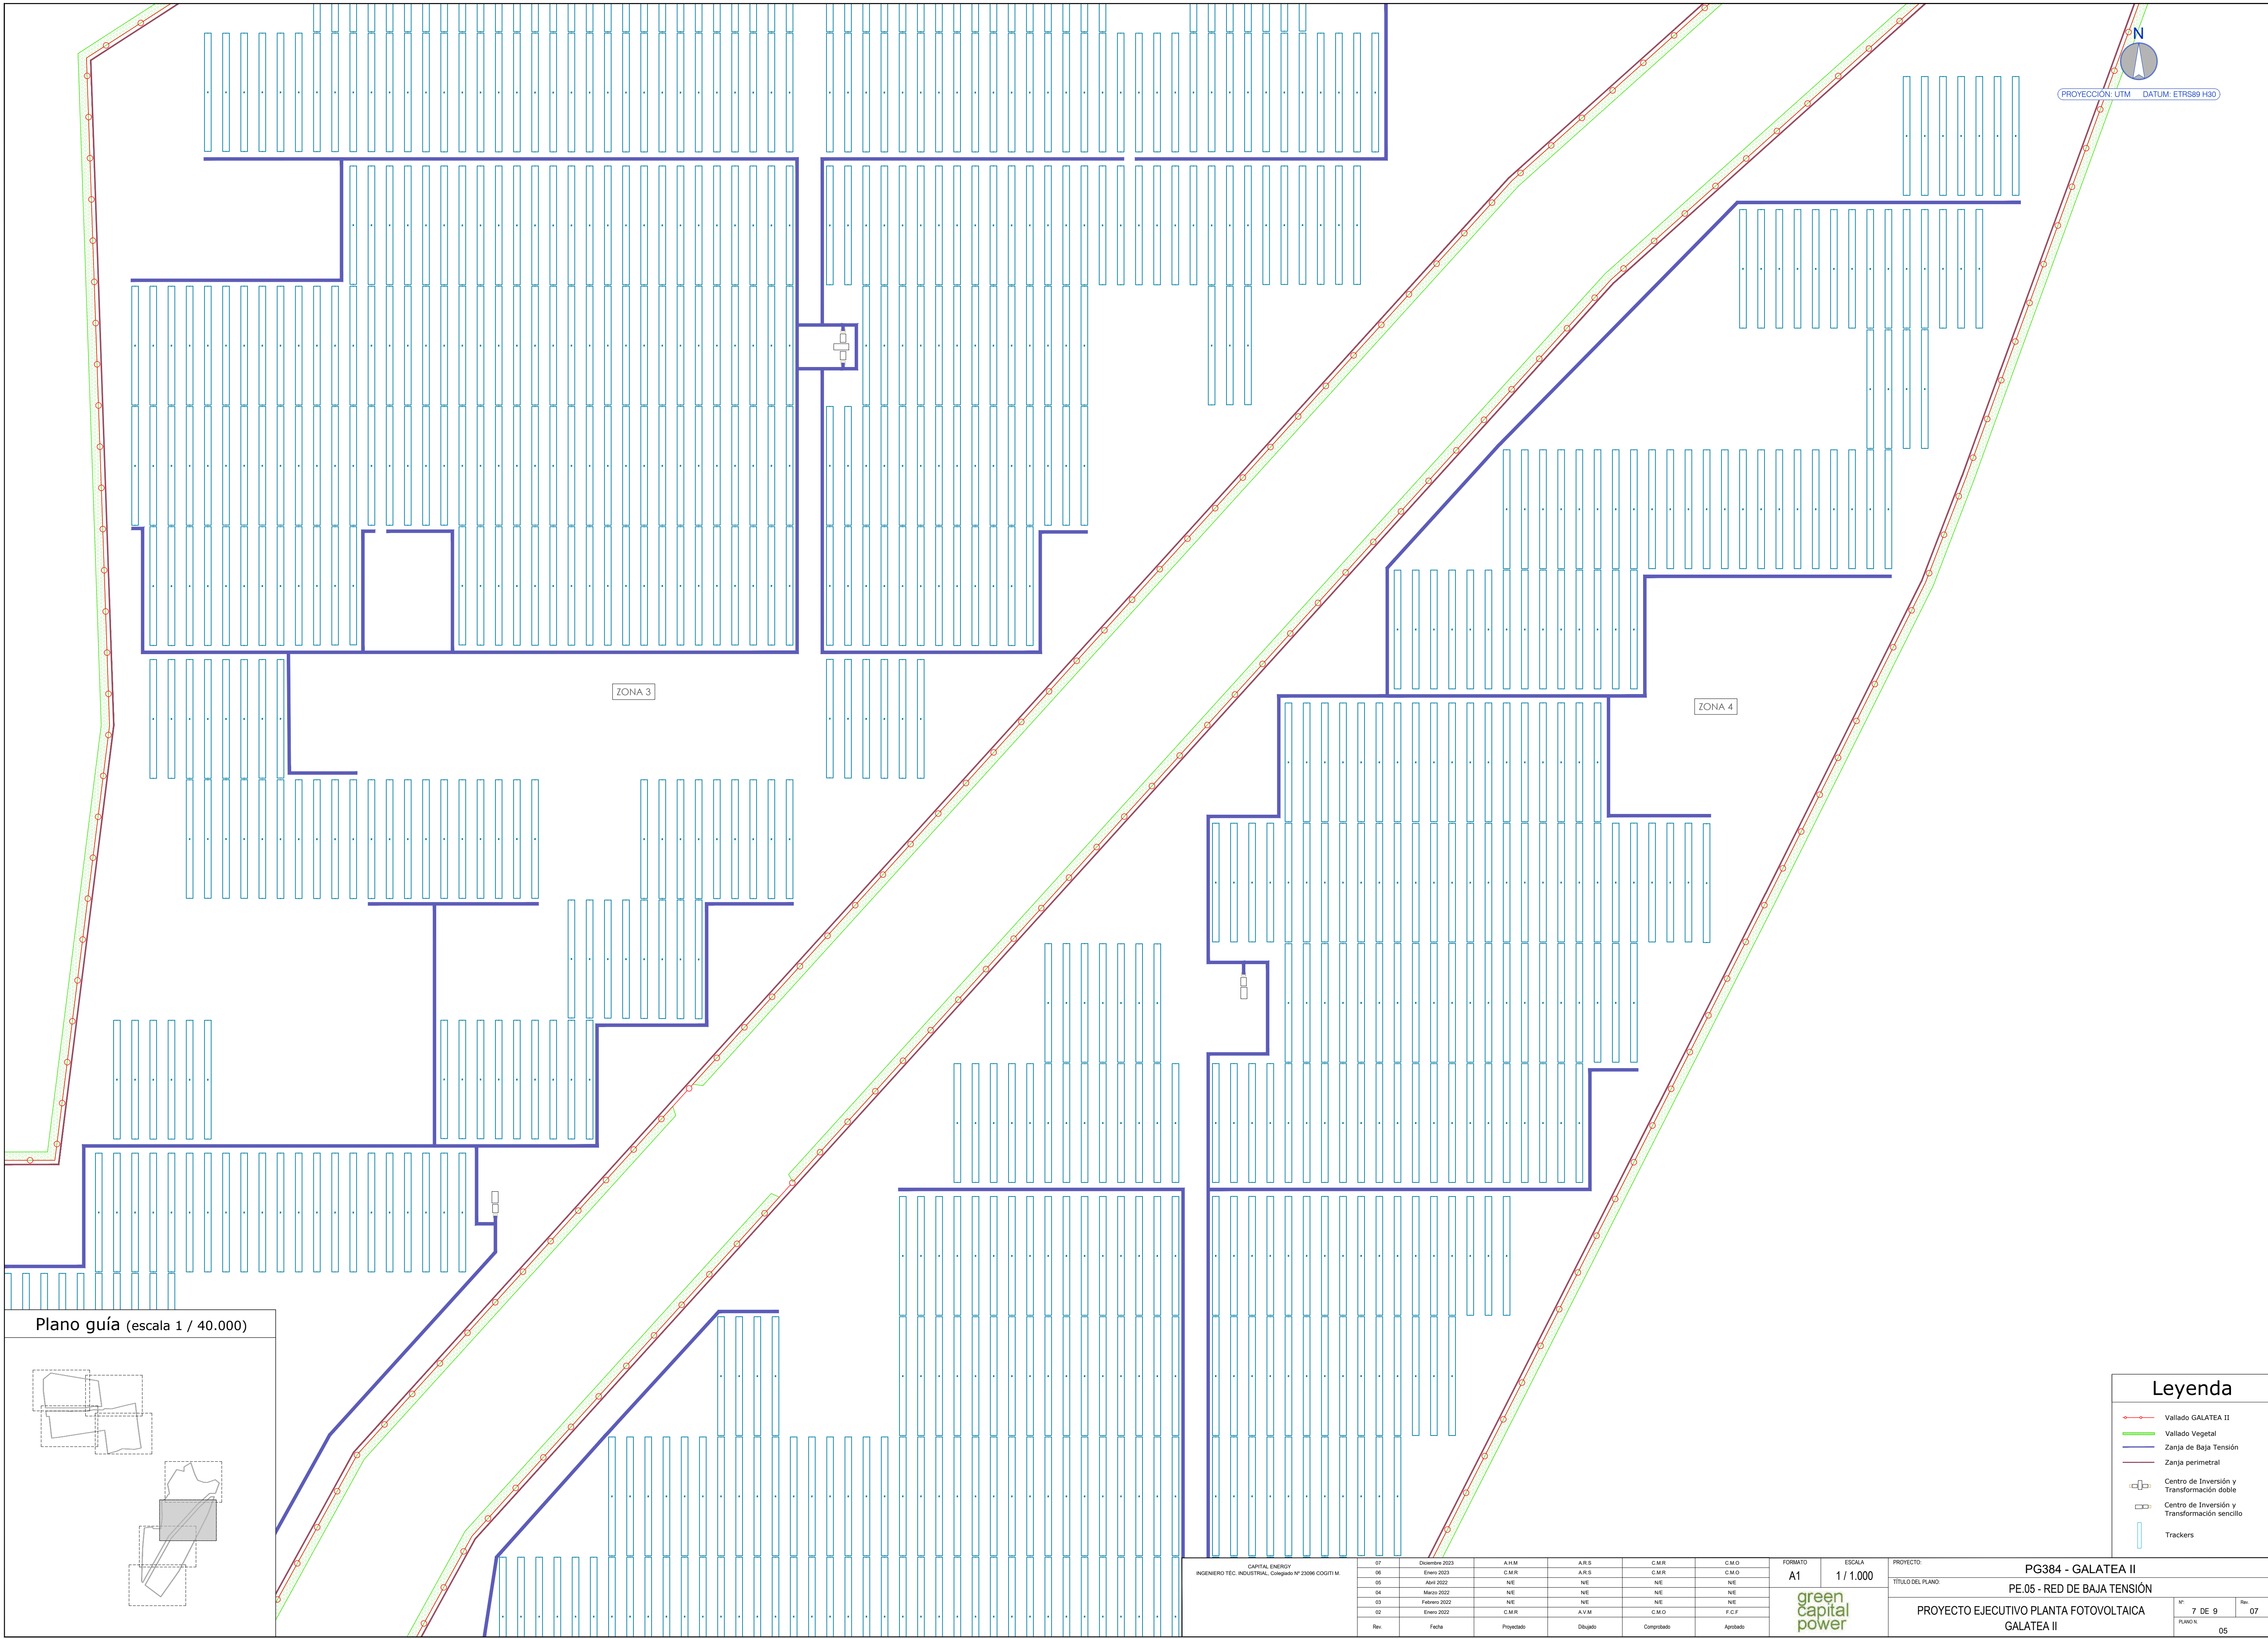 N
PROYECCIÓN: UTM DATUM: ETRS89 H30
ZONA 3
ZONA 4
Plano guía (escala 1 / 40.000)
Leyenda
Vallado GALATEA II
Vallado Vegetal
Zanja de Baja Tensión
Zanja perimetral
Centro de Inversión y
Transformación doble
Centro de Inversión y
Transformación sencillo
Trackers
CAPITAL ENERGY
INGENIERO TÉC. INDUSTRIAL, Colegiado Nº 23096 COGITI M.
07 Diciembre 2023 A.H.M A.R.S C.M.R C.M.O
06 Enero 2023 C.M.R A.R.S C.M.R C.M.O
05 Abril 2022 N/E N/E N/E N/E
04 Marzo 2022 N/E N/E N/E N/E
03 Febrero 2022 N/E N/E N/E N/E
02 Enero 2022 C.M.R A.V.M C.M.O F.C.F
Rev. Fecha Proyectado Dibujado Comprobado Aprobado
FORMATO
A1
ESCALA
1 / 1.000
green
capital
power
PROYECTO:
PG384 - GALATEA II
TÍTULO DEL PLANO:
PE.05 - RED DE BAJA TENSIÓN
PROYECTO EJECUTIVO PLANTA FOTOVOLTAICA
GALATEA II
Nº:
7 DE 9
Rev.
07
PLANO N.
05